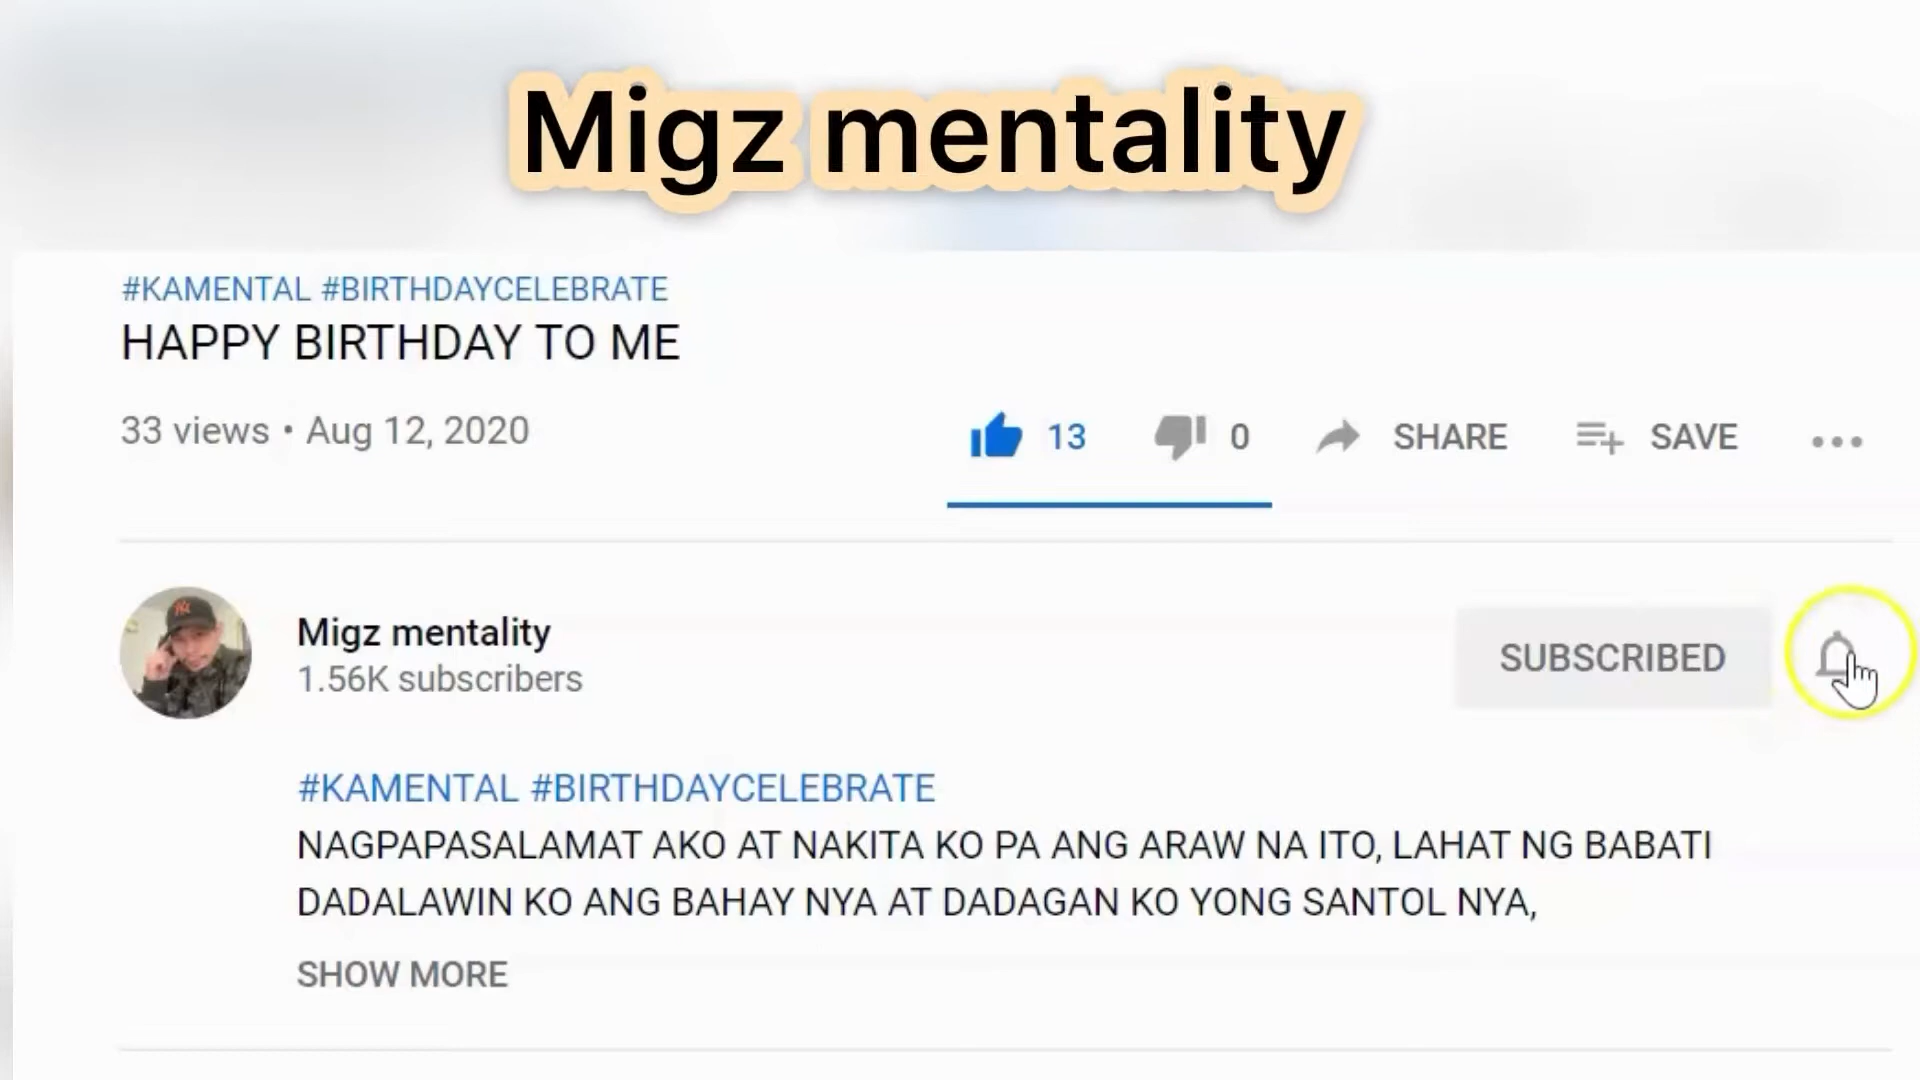 Migz mentality
#KAMENTAL #BIRTHDAYCELEBRATE
HAPPY BIRTHDAY TO ME
33 views • Aug 12, 2020
13 0 SHARE SAVE
Migz mentality
1.56K subscribers
SUBSCRIBED
#KAMENTAL #BIRTHDAYCELEBRATE
NAGPAPASALAMAT AKO AT NAKITA KO PA ANG ARAW NA ITO, LAHAT NG BABATI
DADALAWIN KO ANG BAHAY NYA AT DADAGAN KO YONG SANTOL NYA,
SHOW MORE